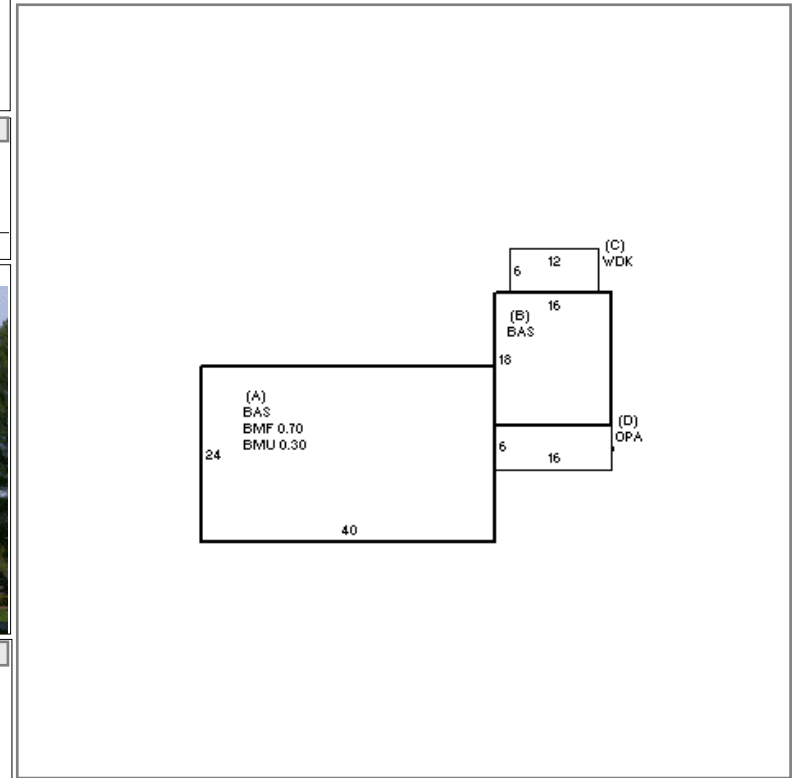 (C)
WDK
12
6
16
(B)
BAS
18
(A)
BAS
BMF 0.70
BMU 0.30
24
40
(D)
OPA
6
16